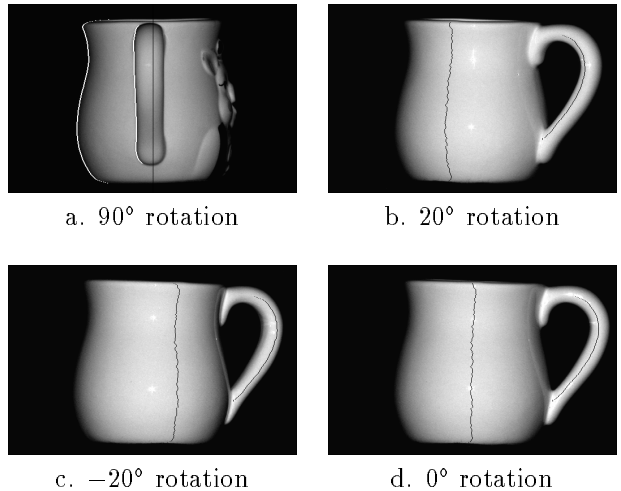 a. 90° rotation
b. 20° rotation
c. −20° rotation
d. 0° rotation